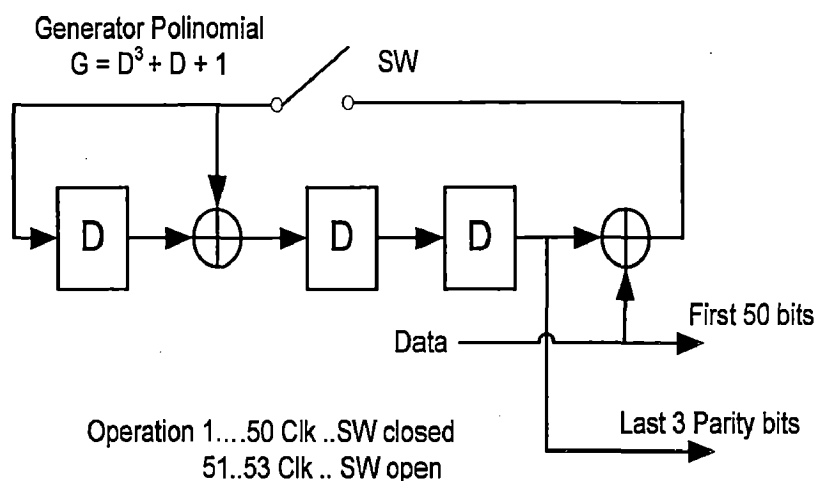 Generator Polinomial
G = D³ + D + 1
SW
D
D
D
First 50 bits
Data
Last 3 Parity bits
Operation 1....50 Clk ..SW closed
51..53 Clk .. SW open